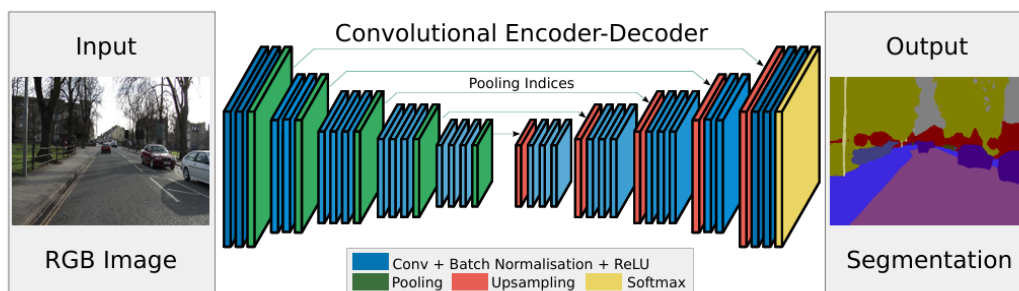 Input
RGB Image
Convolutional Encoder-Decoder
Pooling Indices
Conv + Batch Normalisation + ReLU
Pooling
Upsampling
Softmax
Output
Segmentation